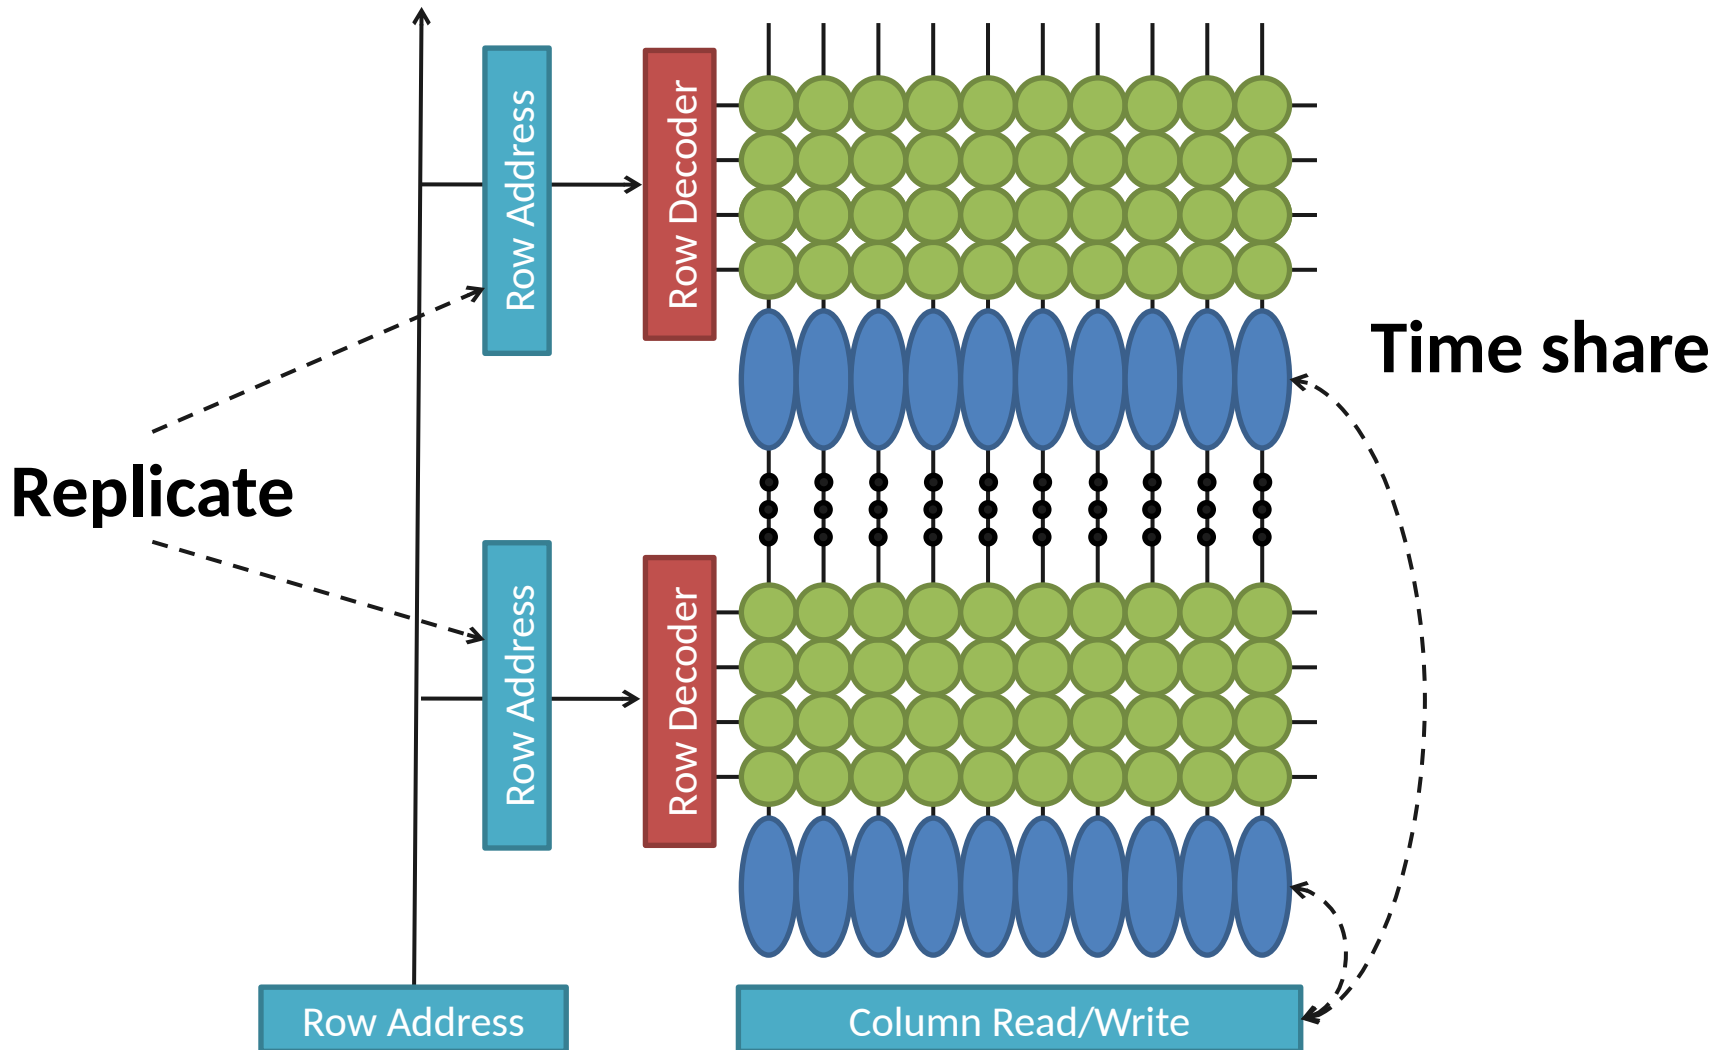 Row Address
Row Decoder
Time share
Replicate
Row Address
Row Decoder
Row Address
Column Read/Write